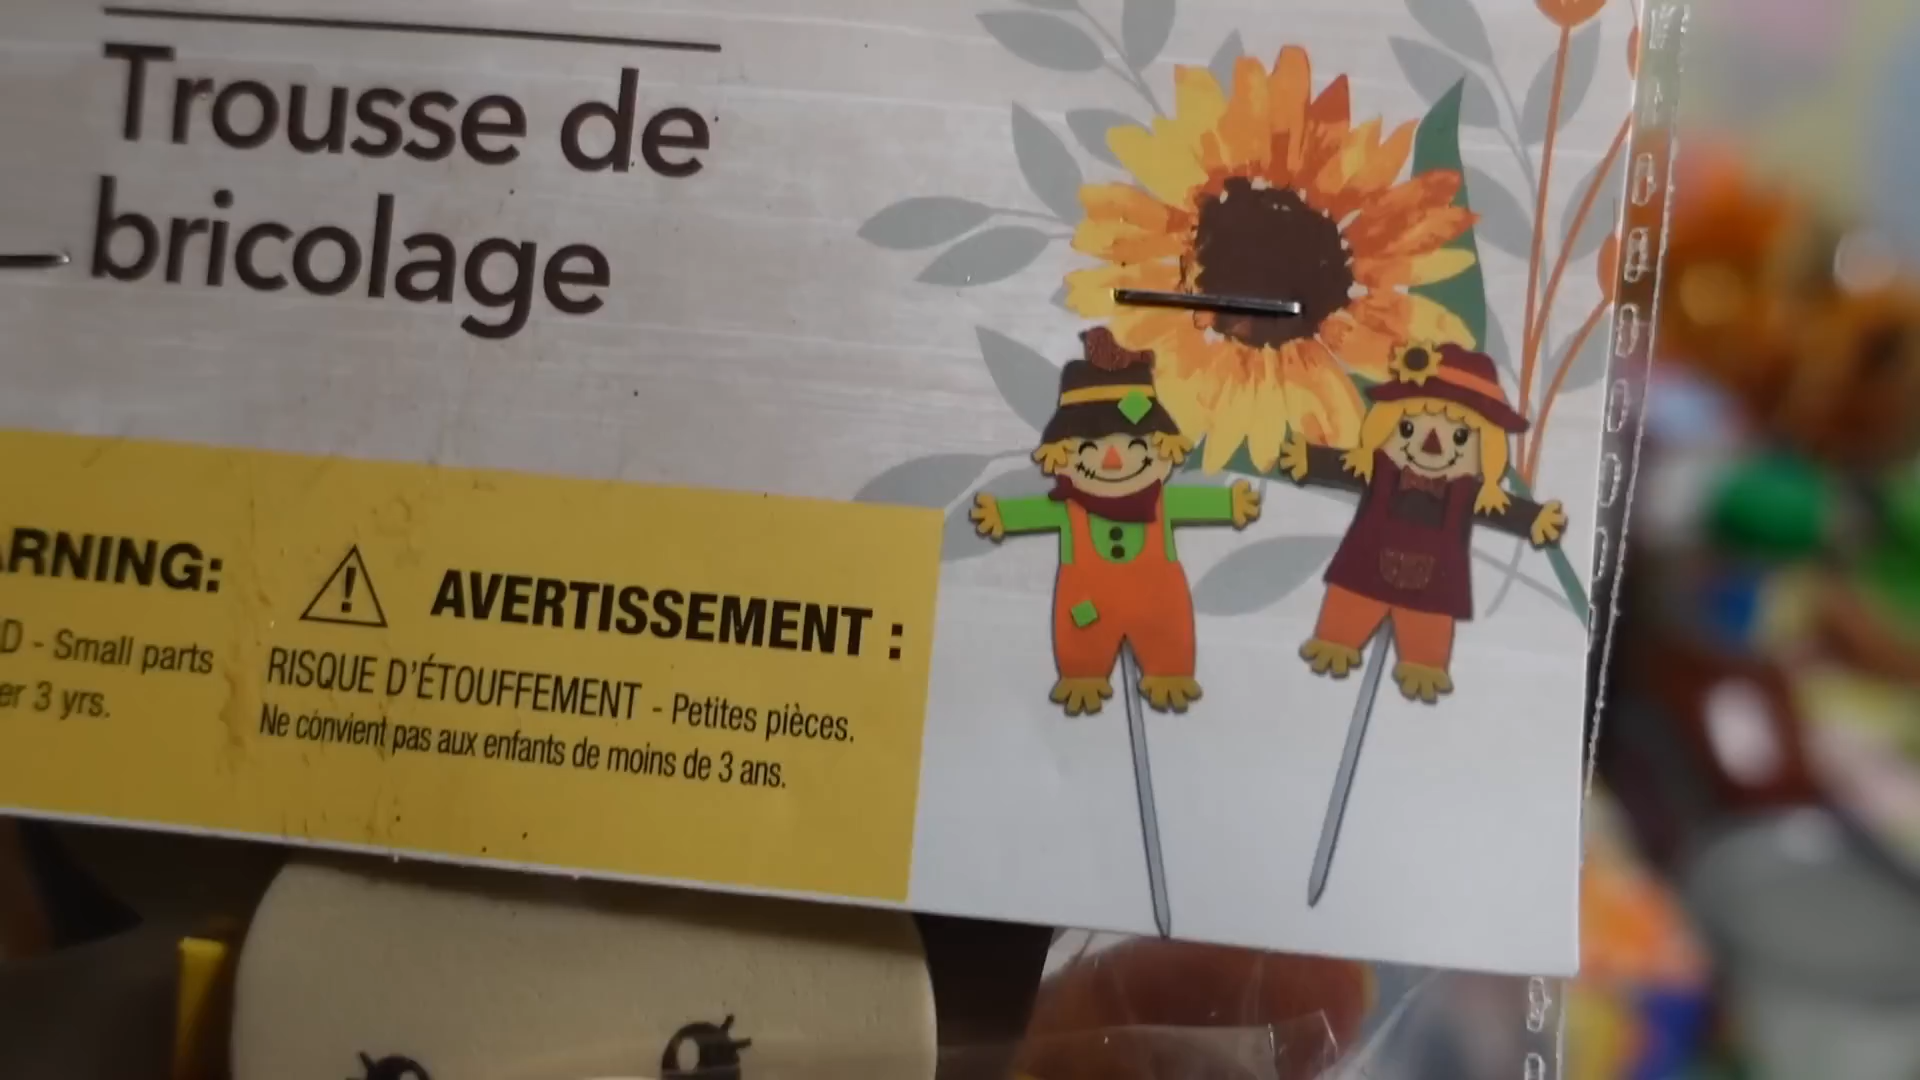 Trousse de
bricolage
ARNING:
D - Small parts
er 3 yrs.
AVERTISSEMENT :
RISQUE D'ÉTOUFFEMENT - Petites pièces.
Ne convient pas aux enfants de moins de 3 ans.